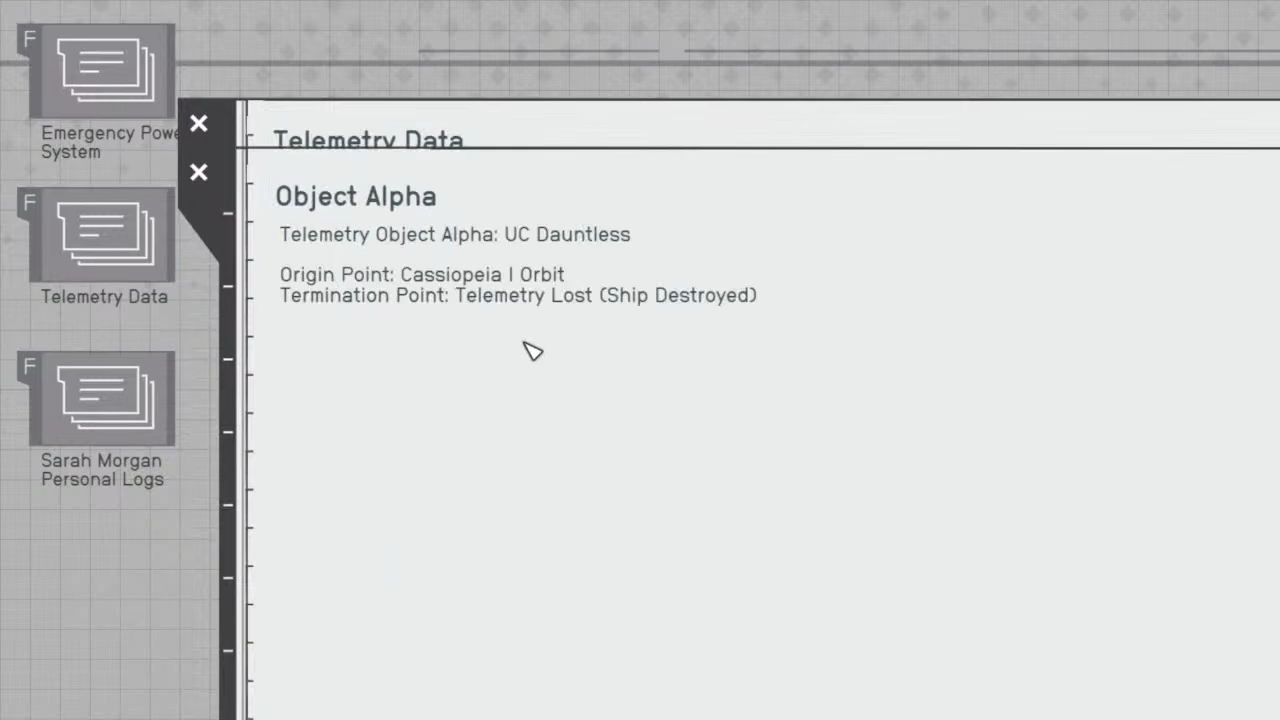 F
Emergency Powe
System
F
Telemetry Data
F
Sarah Morgan
Personal Logs
Telemetry Data
Object Alpha
Telemetry Object Alpha: UC Dauntless
Origin Point: Cassiopeia I Orbit
Termination Point: Telemetry Lost (Ship Destroyed)